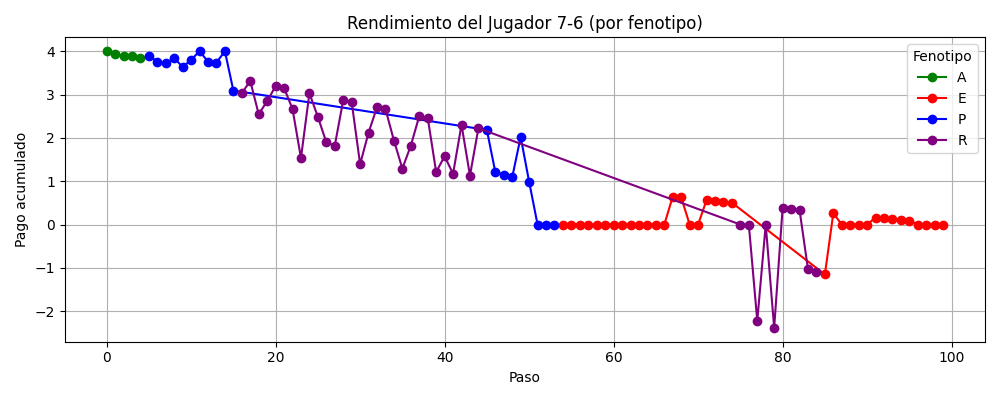 Rendimiento del Jugador 7-6 (por fenotipo)
Pago acumulado
4
3
2
1
0
−1
−2
0 20 40 60 80 100
Paso
Fenotipo
A
E
P
R